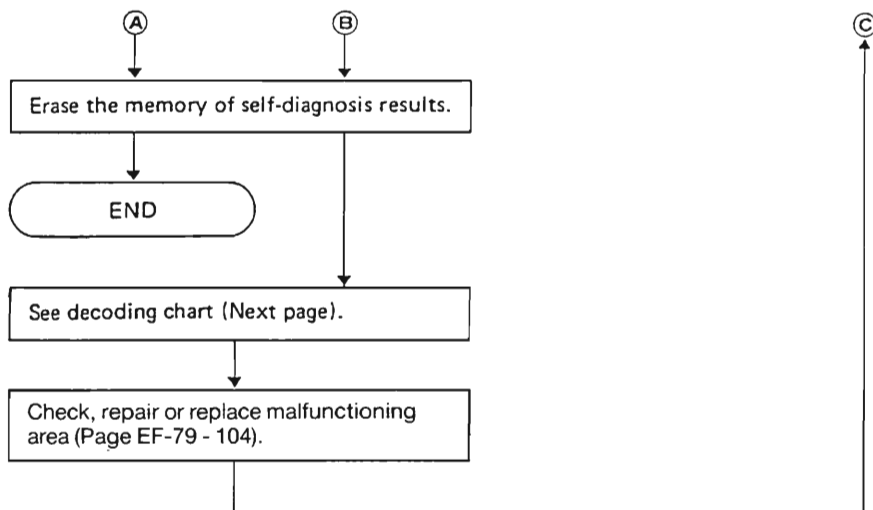 A B C
Erase the memory of self-diagnosis results.
END
See decoding chart (Next page).
Check, repair or replace malfunctioning
area (Page EF-79 - 104).